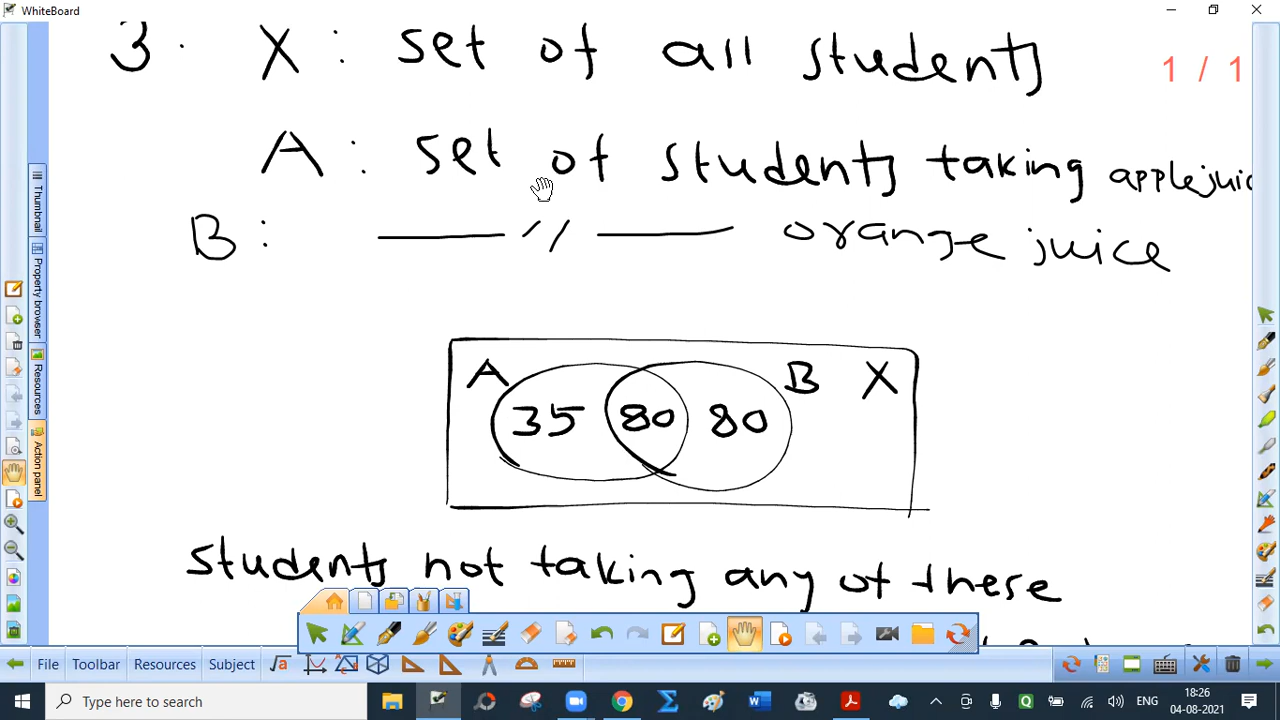 WhiteBoard
3. X : set of all students
1 / 1
A : set of students taking applejuic
B : —— // —— orange juice
A B X
35 80 80
students not taking any of these
Thumbnail
Property browser
Resources
Action panel
File Toolbar Resources Subject
Type here to search
ENG
18:26
04-08-2021